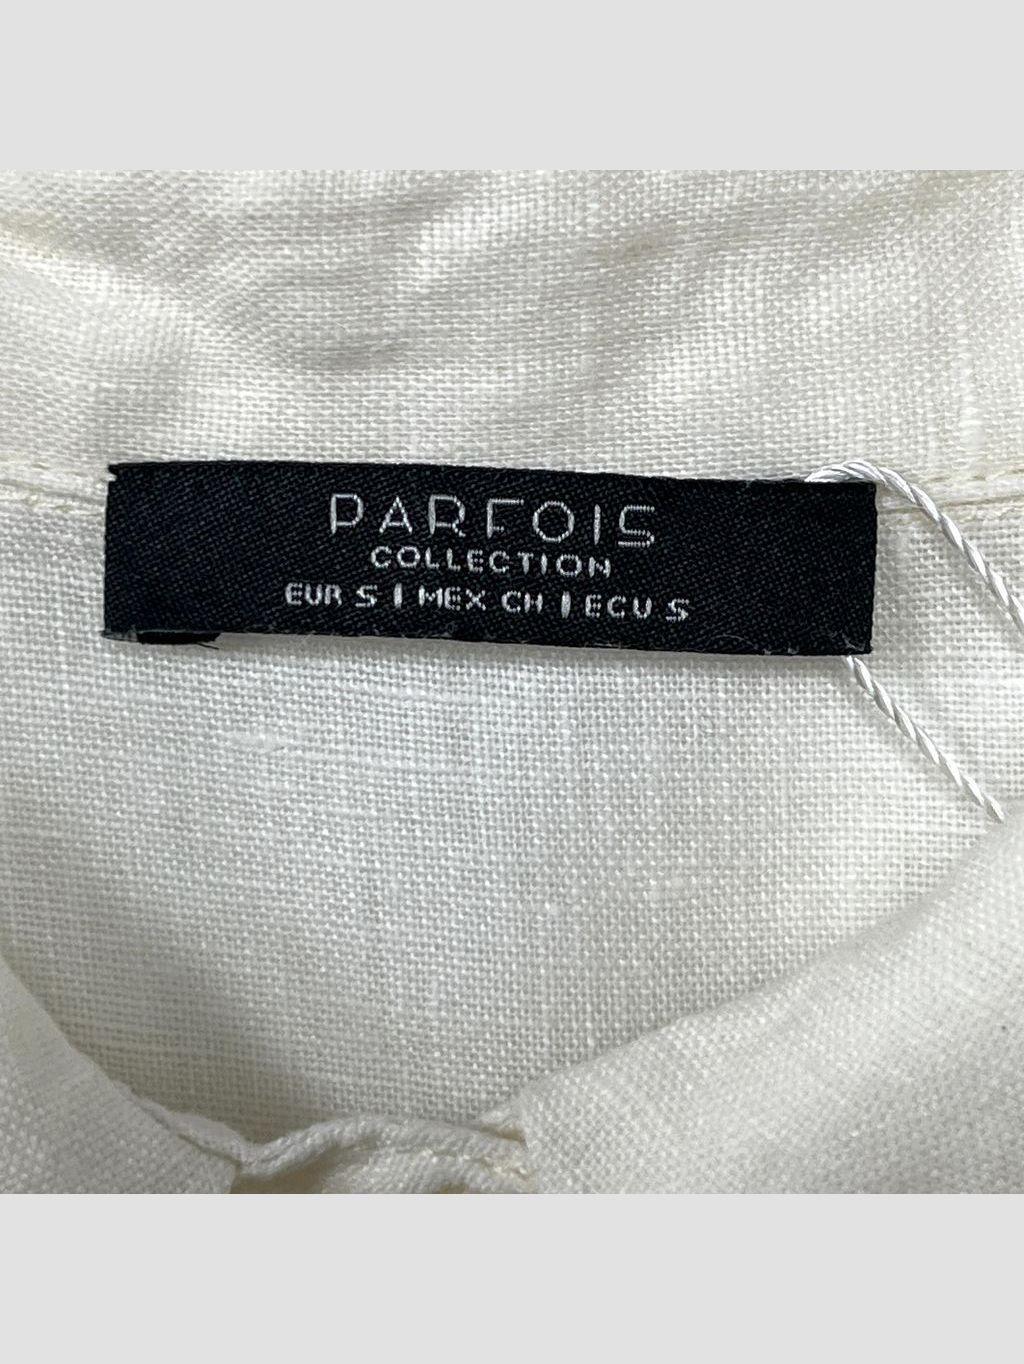 PARFOIS
COLLECTION
EUR S | MEX CH | ECU S